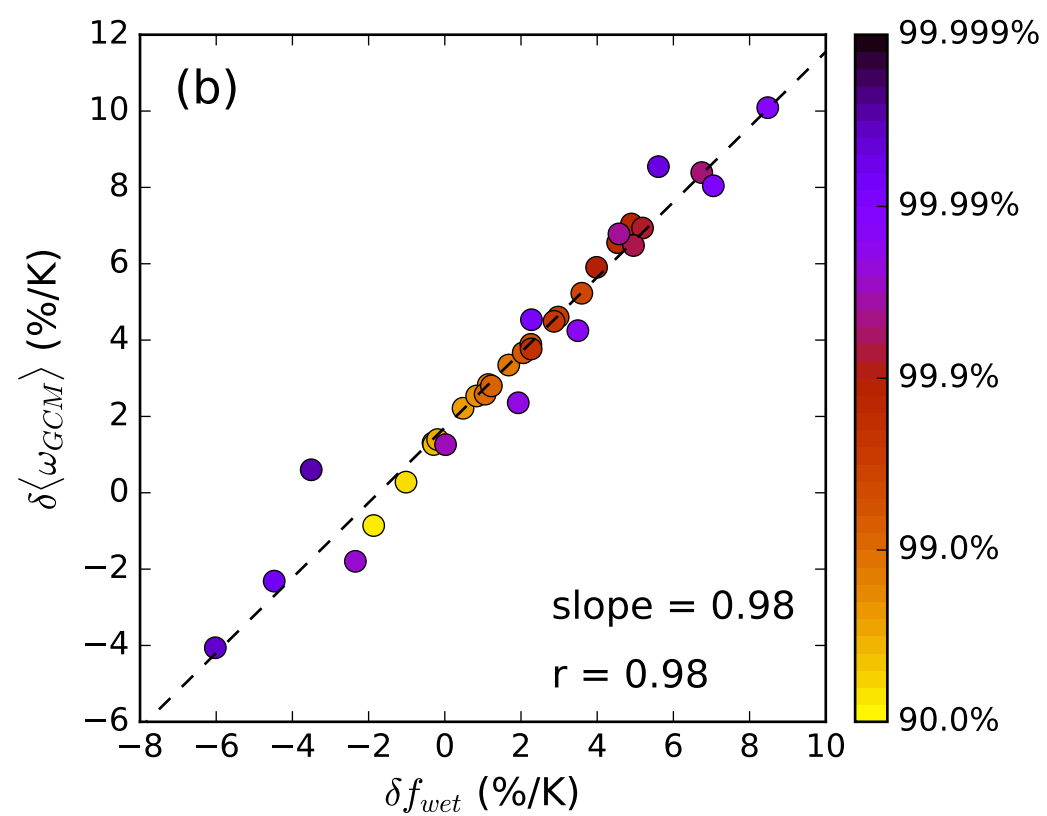 (b)
12
10
8
6
4
2
0
−2
−4
−6
−8 −6 −4 −2 0 2 4 6 8 10
δ⟨ω_GCM⟩ (%/K)
δf_wet (%/K)
slope = 0.98
r = 0.98
99.999%
99.99%
99.9%
99.0%
90.0%